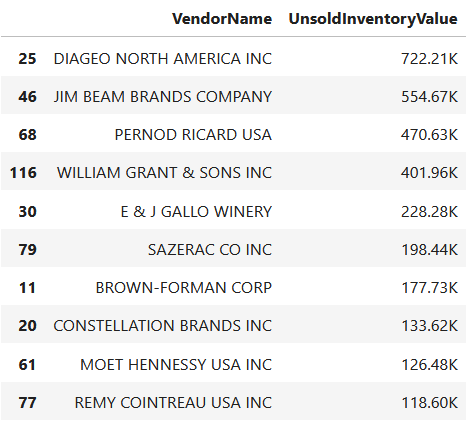 VendorName UnsoldInventoryValue
25 DIAGEO NORTH AMERICA INC 722.21K
46 JIM BEAM BRANDS COMPANY 554.67K
68 PERNOD RICARD USA 470.63K
116 WILLIAM GRANT & SONS INC 401.96K
30 E & J GALLO WINERY 228.28K
79 SAZERAC CO INC 198.44K
11 BROWN-FORMAN CORP 177.73K
20 CONSTELLATION BRANDS INC 133.62K
61 MOET HENNESSY USA INC 126.48K
77 REMY COINTREAU USA INC 118.60K